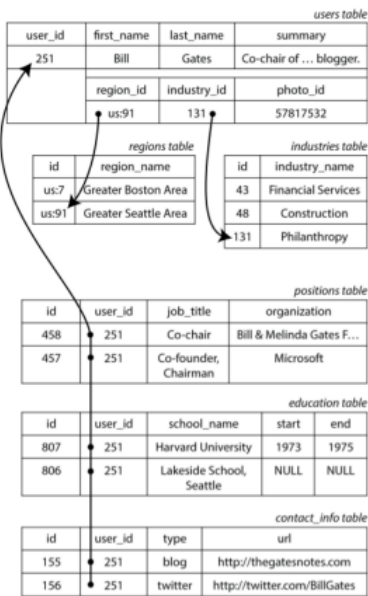 users table
user_id first_name last_name summary
251 Bill Gates Co-chair of … blogger.
region_id industry_id photo_id
us:91 131 57817532
regions table
id region_name
us:7 Greater Boston Area
us:91 Greater Seattle Area
industries table
id industry_name
43 Financial Services
48 Construction
131 Philanthropy
positions table
id user_id job_title organization
458 251 Co-chair Bill & Melinda Gates F…
457 251 Co-founder, Microsoft
Chairman
education table
id user_id school_name start end
807 251 Harvard University 1973 1975
806 251 Lakeside School, NULL NULL
Seattle
contact_info table
id user_id type url
155 251 blog http://thegatesnotes.com
156 251 twitter http://twitter.com/BillGates